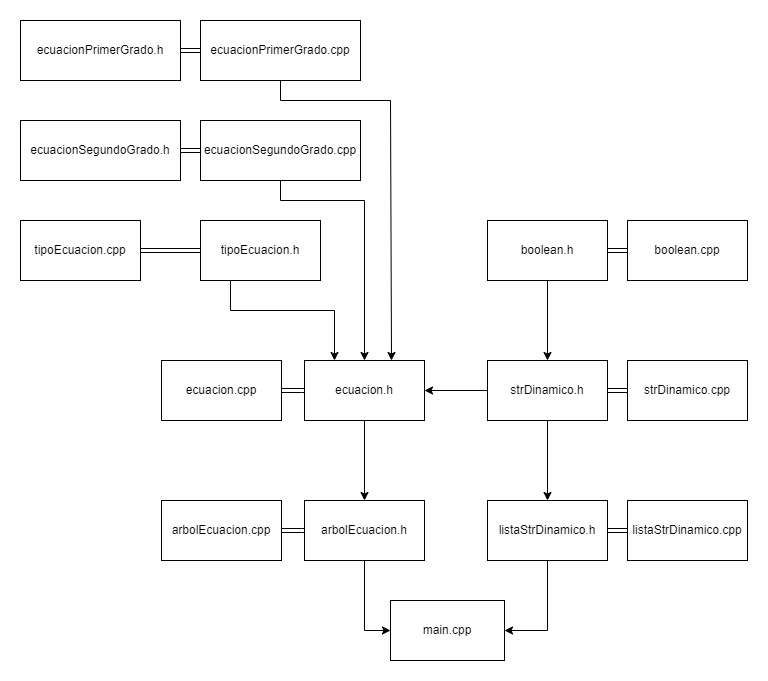 ecuacionPrimerGrado.h
ecuacionPrimerGrado.cpp
ecuacionSegundoGrado.h
ecuacionSegundoGrado.cpp
tipoEcuacion.cpp
tipoEcuacion.h
boolean.h
boolean.cpp
ecuacion.cpp
ecuacion.h
strDinamico.h
strDinamico.cpp
arbolEcuacion.cpp
arbolEcuacion.h
listaStrDinamico.h
listaStrDinamico.cpp
main.cpp